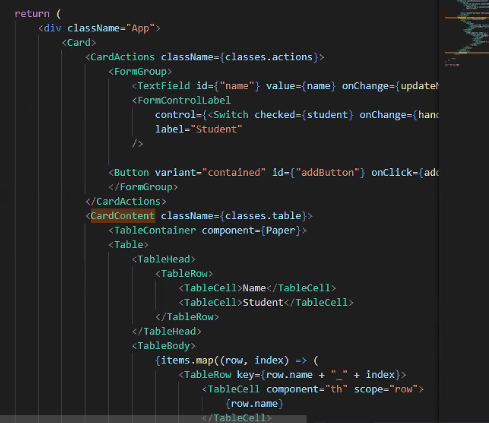 return (
<div className="App">
<Card>
<CardActions className={classes.actions}>
<FormGroup>
<TextField id={"name"} value={name} onChange={updateN
<FormControlLabel
control={<Switch checked={student} onChange={hand
label="Student"
/>
<Button variant="contained" id={"addButton"} onClick={add
</FormGroup>
</CardActions>
<CardContent className={classes.table}>
<TableContainer component={Paper}>
<Table>
<TableHead>
<TableRow>
<TableCell>Name</TableCell>
<TableCell>Student</TableCell>
</TableRow>
</TableHead>
<TableBody>
{items.map((row, index) => (
<TableRow key={row.name + "_" + index}>
<TableCell component="th" scope="row">
{row.name}
</TableCell>